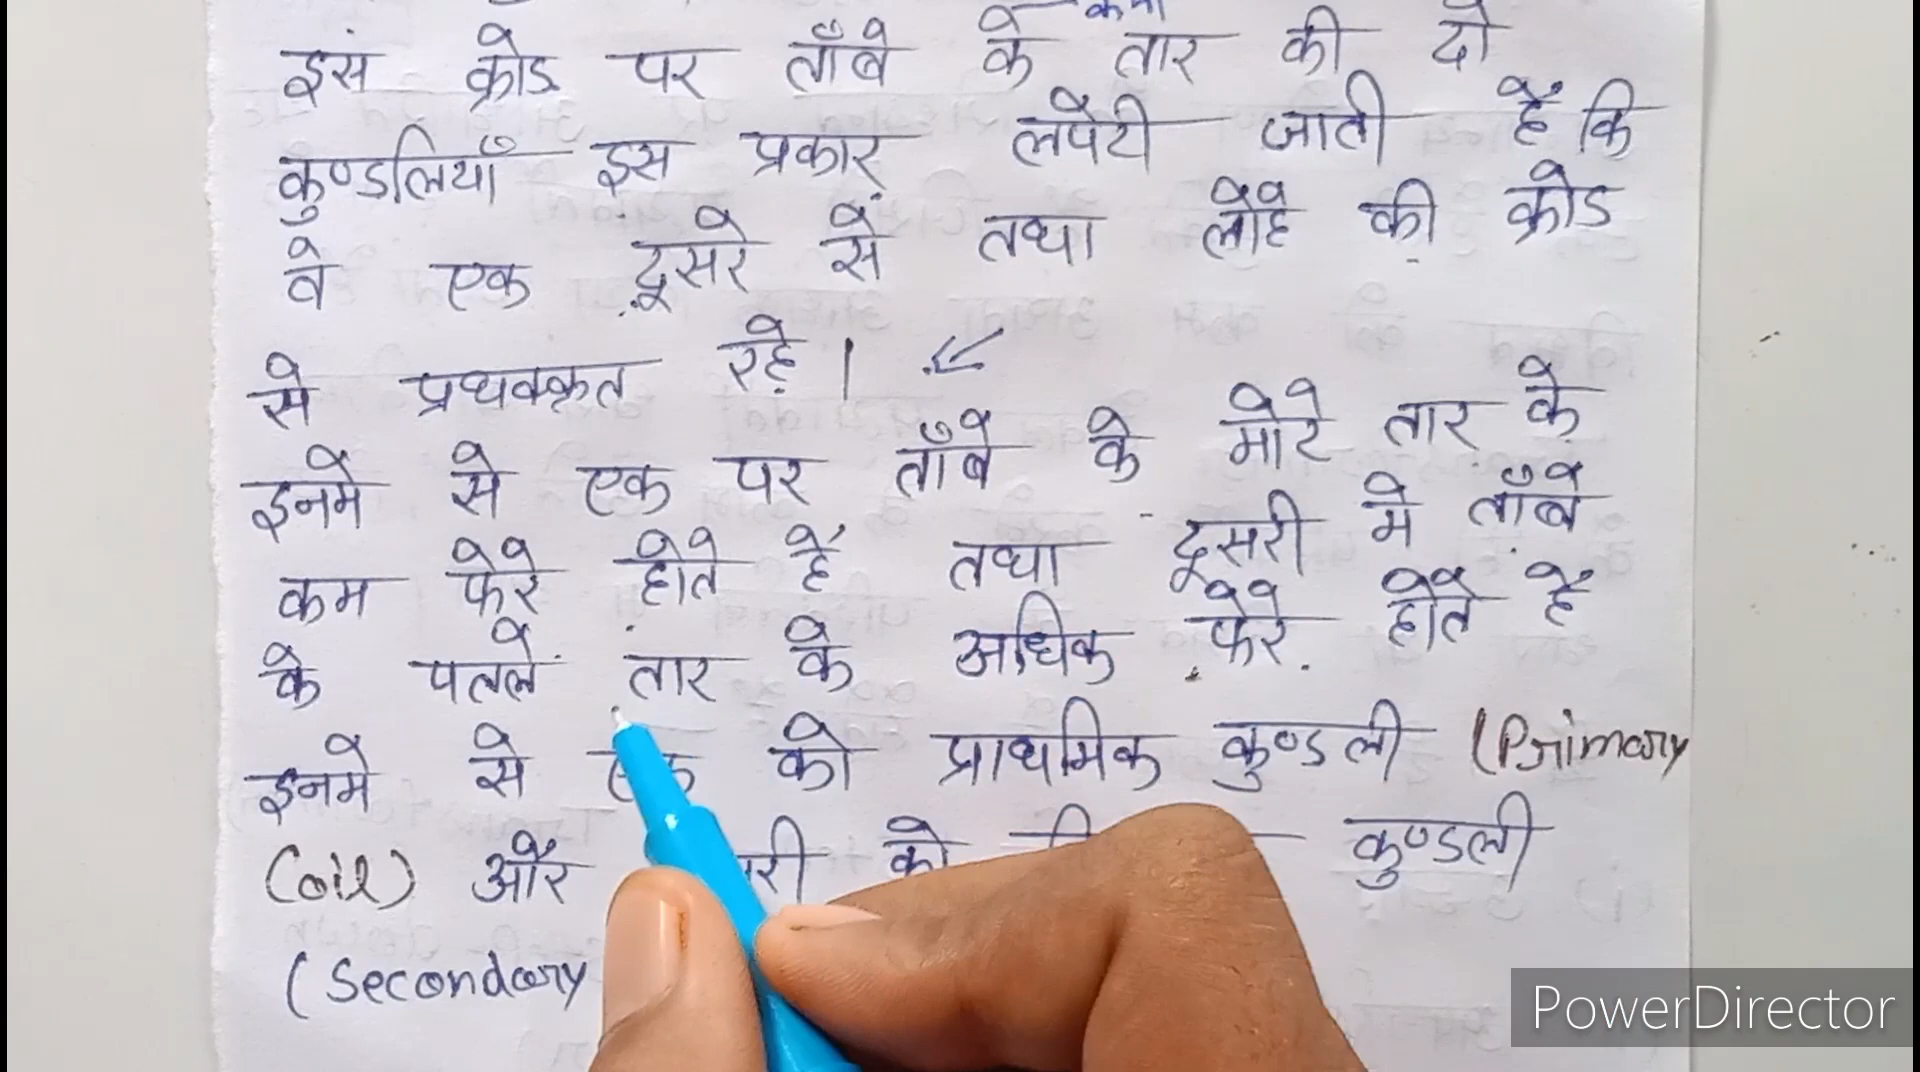 इस क्रोड पर ताँबे के तार की दो
कुण्डलियाँ इस प्रकार लपेटी जाती हैं कि
वे एक दूसरे से तथा लोहे की क्रोड
से प्रथक्कृत रहे।
इनमे से एक पर ताँबे के मोटे तार के
कम फेरे होते है तथा दूसरी मे ताँबे
के पतले तार के अधिक फेरे होते है
इनमे से एक को प्राथमिक कुण्डली (Primary
Coil) और को कुण्डली
(Secondary
PowerDirector